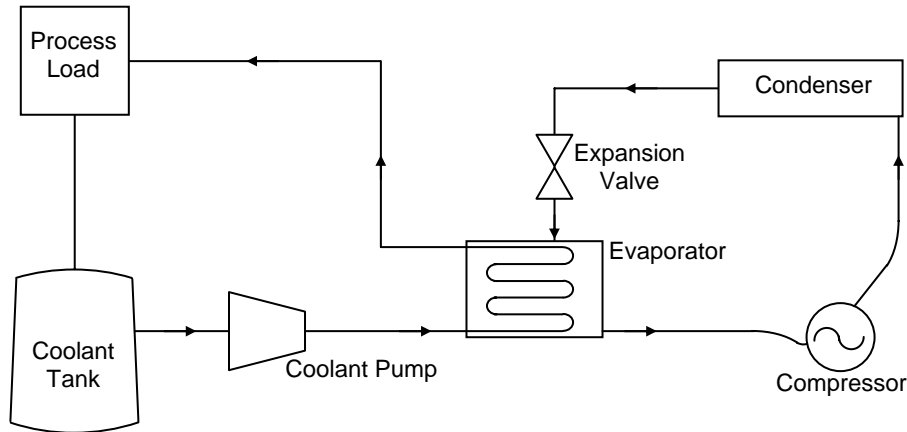 Process
Load
Condenser
Expansion
Valve
Evaporator
Coolant
Tank
Coolant Pump
Compressor